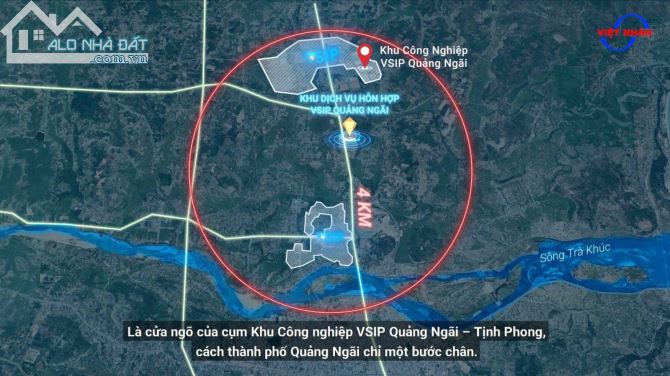 ALO NHÀ ĐẤT
.com.vn
VIỆT NHÂN
VSIP
Khu Công Nghiệp
VSIP Quảng Ngãi
KHU DỊCH VỤ HỖN HỢP
VSIP QUẢNG NGÃI
4 KM
Sông Trà Khúc
Là cửa ngõ của cụm Khu Công nghiệp VSIP Quảng Ngãi – Tịnh Phong,
cách thành phố Quảng Ngãi chỉ một bước chân.